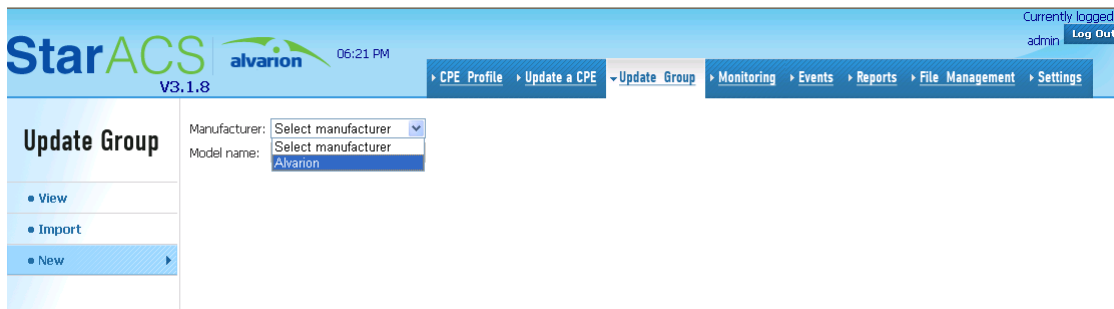 Currently logged
admin Log Out
StarACS alvarion 06:21 PM
V3.1.8
CPE Profile Update a CPE Update Group Monitoring Events Reports File Management Settings
Update Group
Manufacturer: Select manufacturer
Select manufacturer
Model name:
Alvarion
View
Import
New